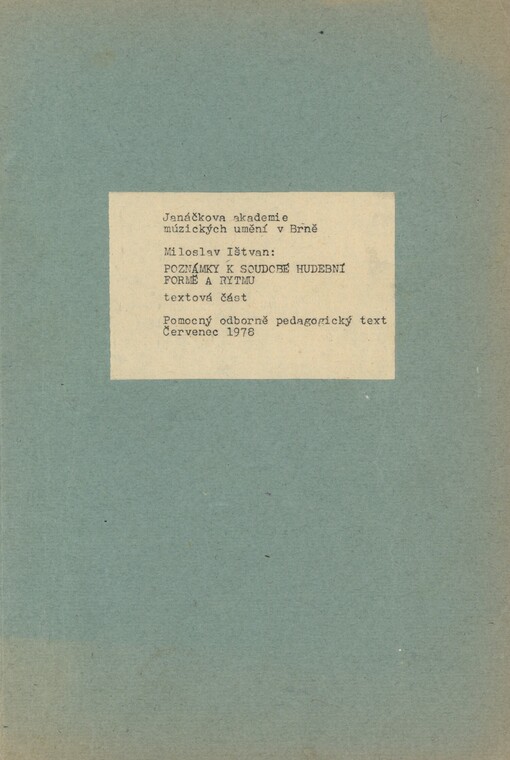 Janáčkova akademie
múzických umění v Brně
Miloslav Ištvan:
POZNÁMKY K SOUDOBÉ HUDEBNÍ
FORMĚ A RYTMU
textová část
Pomocný odborně pedagogický text
Červenec 1978